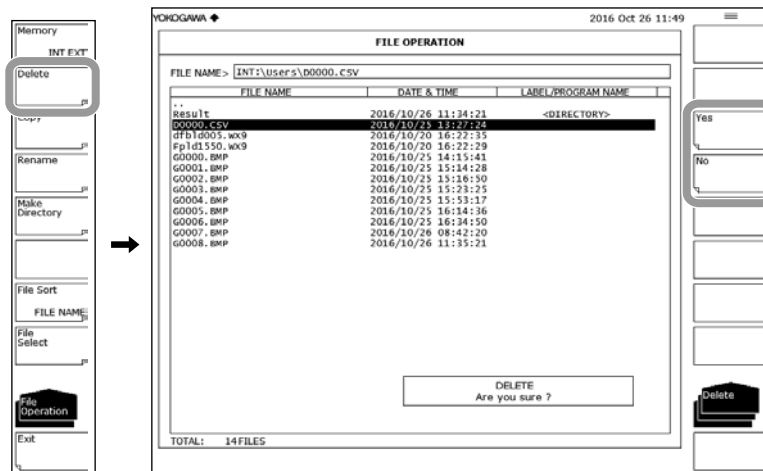 Memory
INT EXT
Delete
Copy
Rename
Make
Directory
File Sort
FILE NAME
File
Select
File
Operation
Exit
YOKOGAWA
2016 Oct 26 11:49
FILE OPERATION
FILE NAME> INT:\Users\D0000.CSV
FILE NAME DATE & TIME LABEL/PROGRAM NAME
..
Result 2016/10/26 11:34:21 <DIRECTORY>
D0000.CSV 2016/10/25 13:27:24
dfbld005.WX9 2016/10/20 16:22:35
Fpld1550.WX9 2016/10/20 16:22:29
G0000.BMP 2016/10/25 14:15:41
G0001.BMP 2016/10/25 15:14:28
G0002.BMP 2016/10/25 15:16:50
G0003.BMP 2016/10/25 15:23:25
G0004.BMP 2016/10/25 15:53:17
G0005.BMP 2016/10/25 16:14:36
G0006.BMP 2016/10/25 16:34:50
G0007.BMP 2016/10/26 08:42:20
G0008.BMP 2016/10/26 11:35:21
DELETE
Are you sure ?
TOTAL: 14FILES
Yes
No
Delete